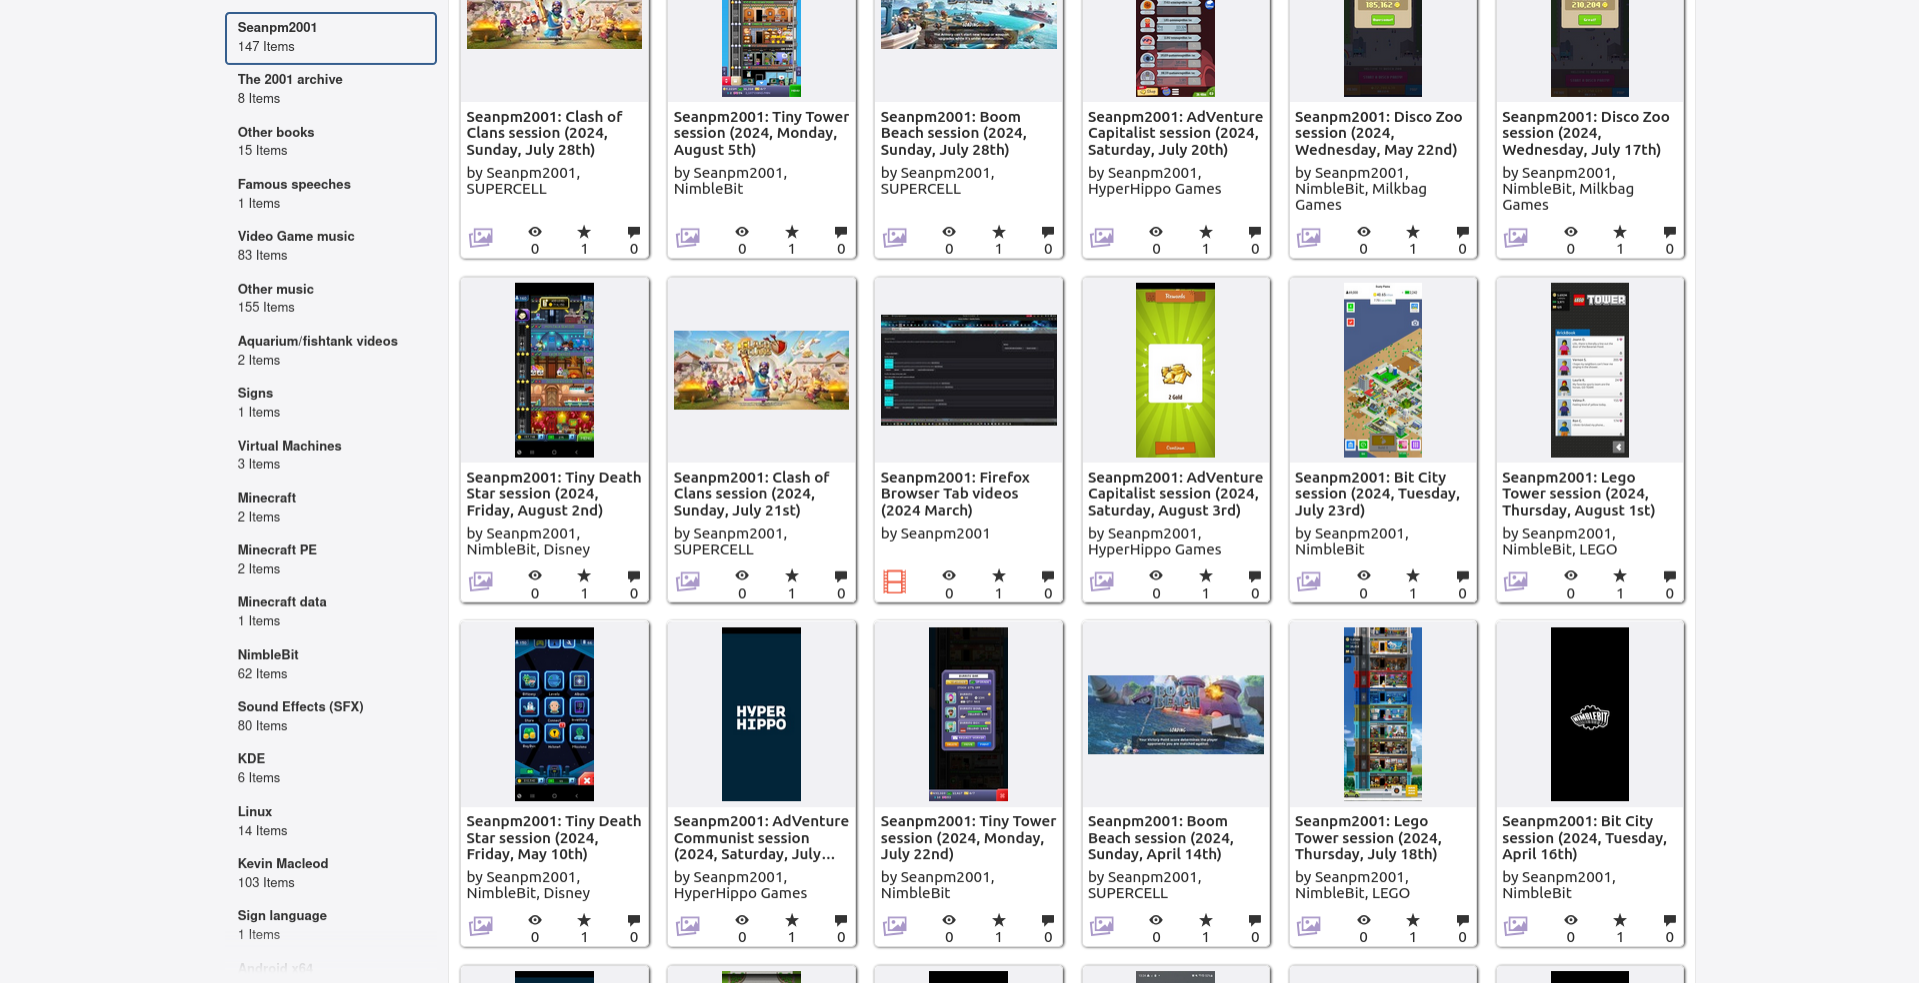 Seanpm2001
147 Items
The 2001 archive
8 Items
Other books
15 Items
Famous speeches
1 Items
Video Game music
83 Items
Other music
155 Items
Aquarium/fishtank videos
2 Items
Signs
1 Items
Virtual Machines
3 Items
Minecraft
2 Items
Minecraft PE
2 Items
Minecraft data
1 Items
NimbleBit
62 Items
Sound Effects (SFX)
80 Items
KDE
6 Items
Linux
14 Items
Kevin Macleod
103 Items
Sign language
1 Items
Android x64
185,162
210,204
Seanpm2001: Clash of
Clans session (2024,
Sunday, July 28th)
by Seanpm2001,
SUPERCELL
0 1 0
Seanpm2001: Tiny Tower
session (2024, Monday,
August 5th)
by Seanpm2001,
NimbleBit
0 1 0
Seanpm2001: Boom
Beach session (2024,
Sunday, July 28th)
by Seanpm2001,
SUPERCELL
0 1 0
Seanpm2001: AdVenture
Capitalist session (2024,
Saturday, July 20th)
by Seanpm2001,
HyperHippo Games
0 1 0
Seanpm2001: Disco Zoo
session (2024,
Wednesday, May 22nd)
by Seanpm2001,
NimbleBit, Milkbag
Games
0 1 0
Seanpm2001: Disco Zoo
session (2024,
Wednesday, July 17th)
by Seanpm2001,
NimbleBit, Milkbag
Games
0 1 0
Seanpm2001: Tiny Death
Star session (2024,
Friday, August 2nd)
by Seanpm2001,
NimbleBit, Disney
0 1 0
Seanpm2001: Clash of
Clans session (2024,
Sunday, July 21st)
by Seanpm2001,
SUPERCELL
0 1 0
Seanpm2001: Firefox
Browser Tab videos
(2024 March)
by Seanpm2001
0 1 0
Rewards
2 Gold
Continue
Seanpm2001: AdVenture
Capitalist session (2024,
Saturday, August 3rd)
by Seanpm2001,
HyperHippo Games
0 1 0
Seanpm2001: Bit City
session (2024, Tuesday,
July 23rd)
by Seanpm2001,
NimbleBit
0 1 0
LEGO TOWER
Seanpm2001: Lego
Tower session (2024,
Thursday, August 1st)
by Seanpm2001,
NimbleBit, LEGO
0 1 0
Seanpm2001: Tiny Death
Star session (2024,
Friday, May 10th)
by Seanpm2001,
NimbleBit, Disney
0 1 0
HYPER
HIPPO
Seanpm2001: AdVenture
Communist session
(2024, Saturday, July...
by Seanpm2001,
HyperHippo Games
0 1 0
Seanpm2001: Tiny Tower
session (2024, Monday,
July 22nd)
by Seanpm2001,
NimbleBit
0 1 0
BOOM
BEACH
Seanpm2001: Boom
Beach session (2024,
Sunday, April 14th)
by Seanpm2001,
SUPERCELL
0 1 0
Seanpm2001: Lego
Tower session (2024,
Thursday, July 18th)
by Seanpm2001,
NimbleBit, LEGO
0 1 0
NIMBLEBIT
Seanpm2001: Bit City
session (2024, Tuesday,
April 16th)
by Seanpm2001,
NimbleBit
0 1 0